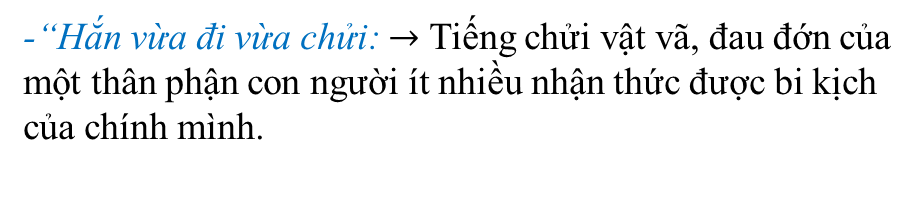 -“Hắn vừa đi vừa chửi: → Tiếng chửi vật vã, đau đớn của
một thân phận con người ít nhiều nhận thức được bi kịch
của chính mình.